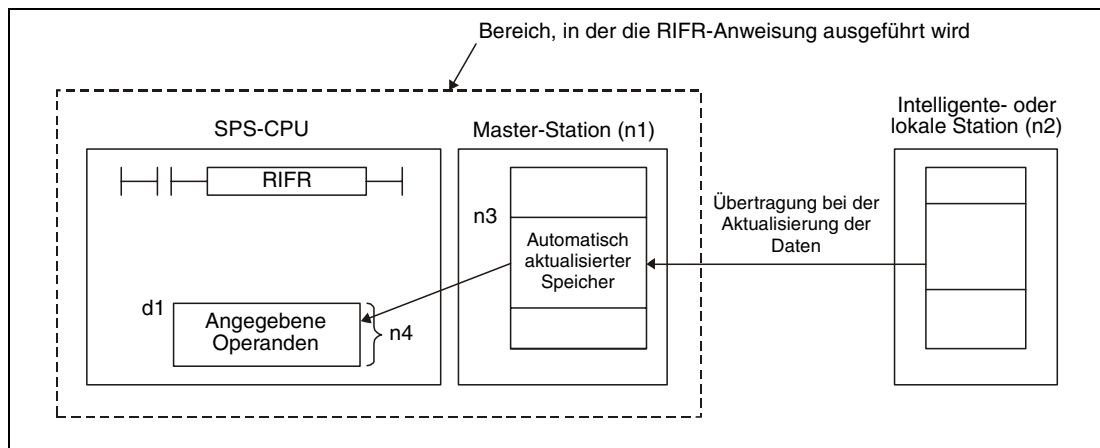 Bereich, in der die RIFR-Anweisung ausgeführt wird
SPS-CPU
Master-Station (n1)
Intelligente- oder
lokale Station (n2)
RIFR
n3
Automatisch
aktualisierter
Speicher
Übertragung bei der
Aktualisierung der
Daten
d1
Angegebene
Operanden
n4